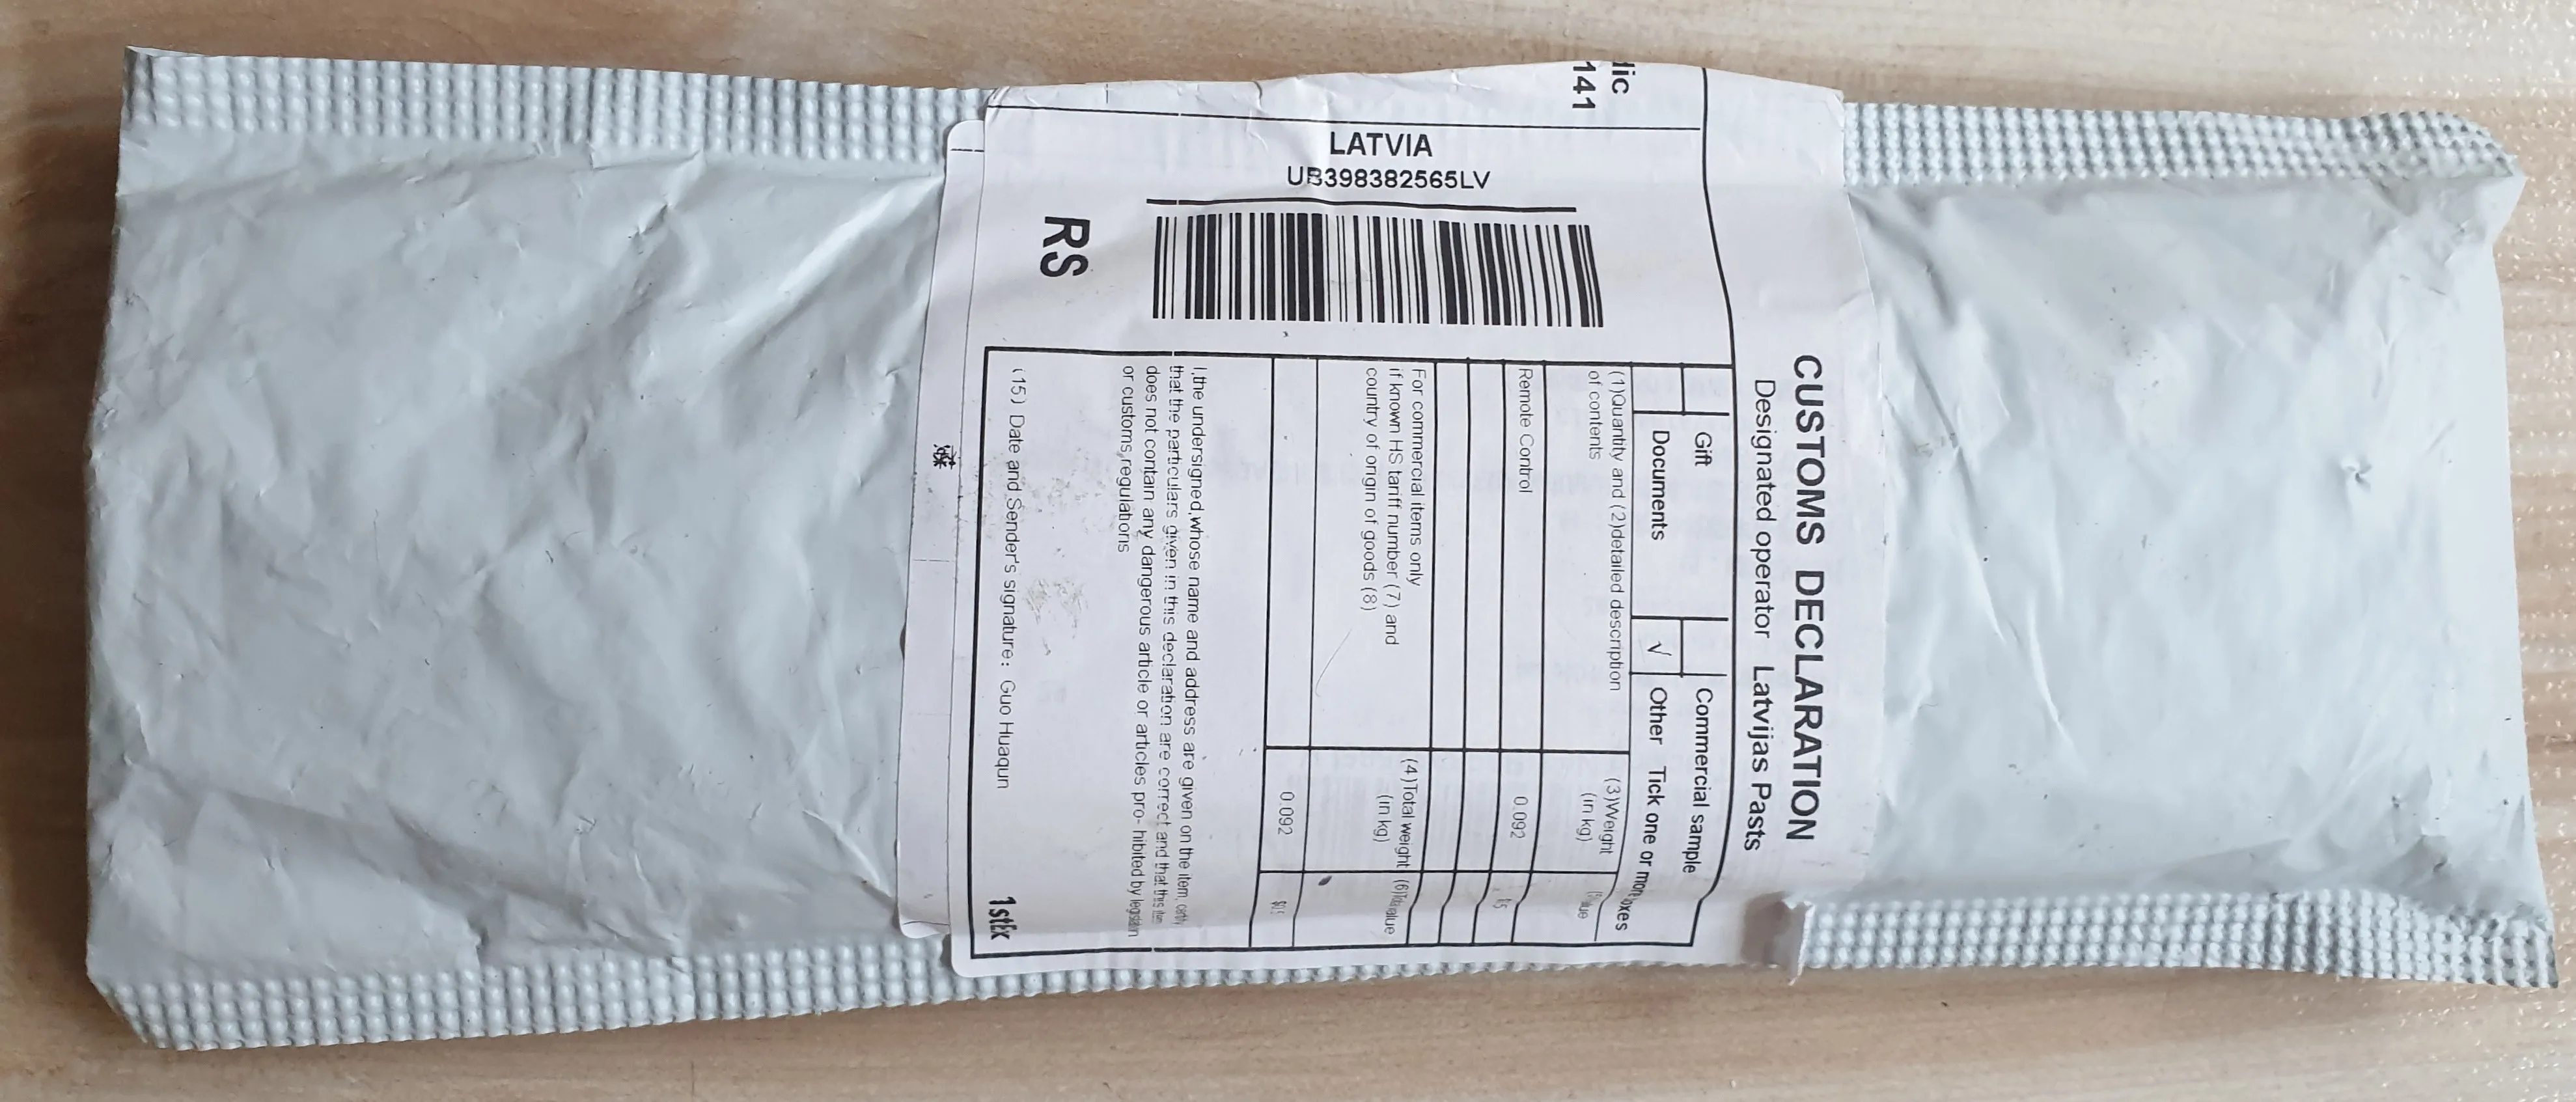 dic
141
LATVIA
UB398382565LV
RS
CUSTOMS DECLARATION
Designated operator Latvijas Pasts
Gift
Commercial sample
Documents
√ Other Tick one or more boxes
(1)Quantity and (2)detailed description
of contents
(3)Weight
(in kg)
Remote Control
0.092
For commercial items only
if known HS tariff number (7) and
country of origin of goods (8)
(4)Total weight
(in kg)
(6)
0.092
I,the undersigned,whose name and address are given on the item,
that the particulars given in this declaration are correct and that this item
does not contain any dangerous article or articles pro- hibited by
or customs,regulations
(15) Date and Sender's signature: Guo Huaqun